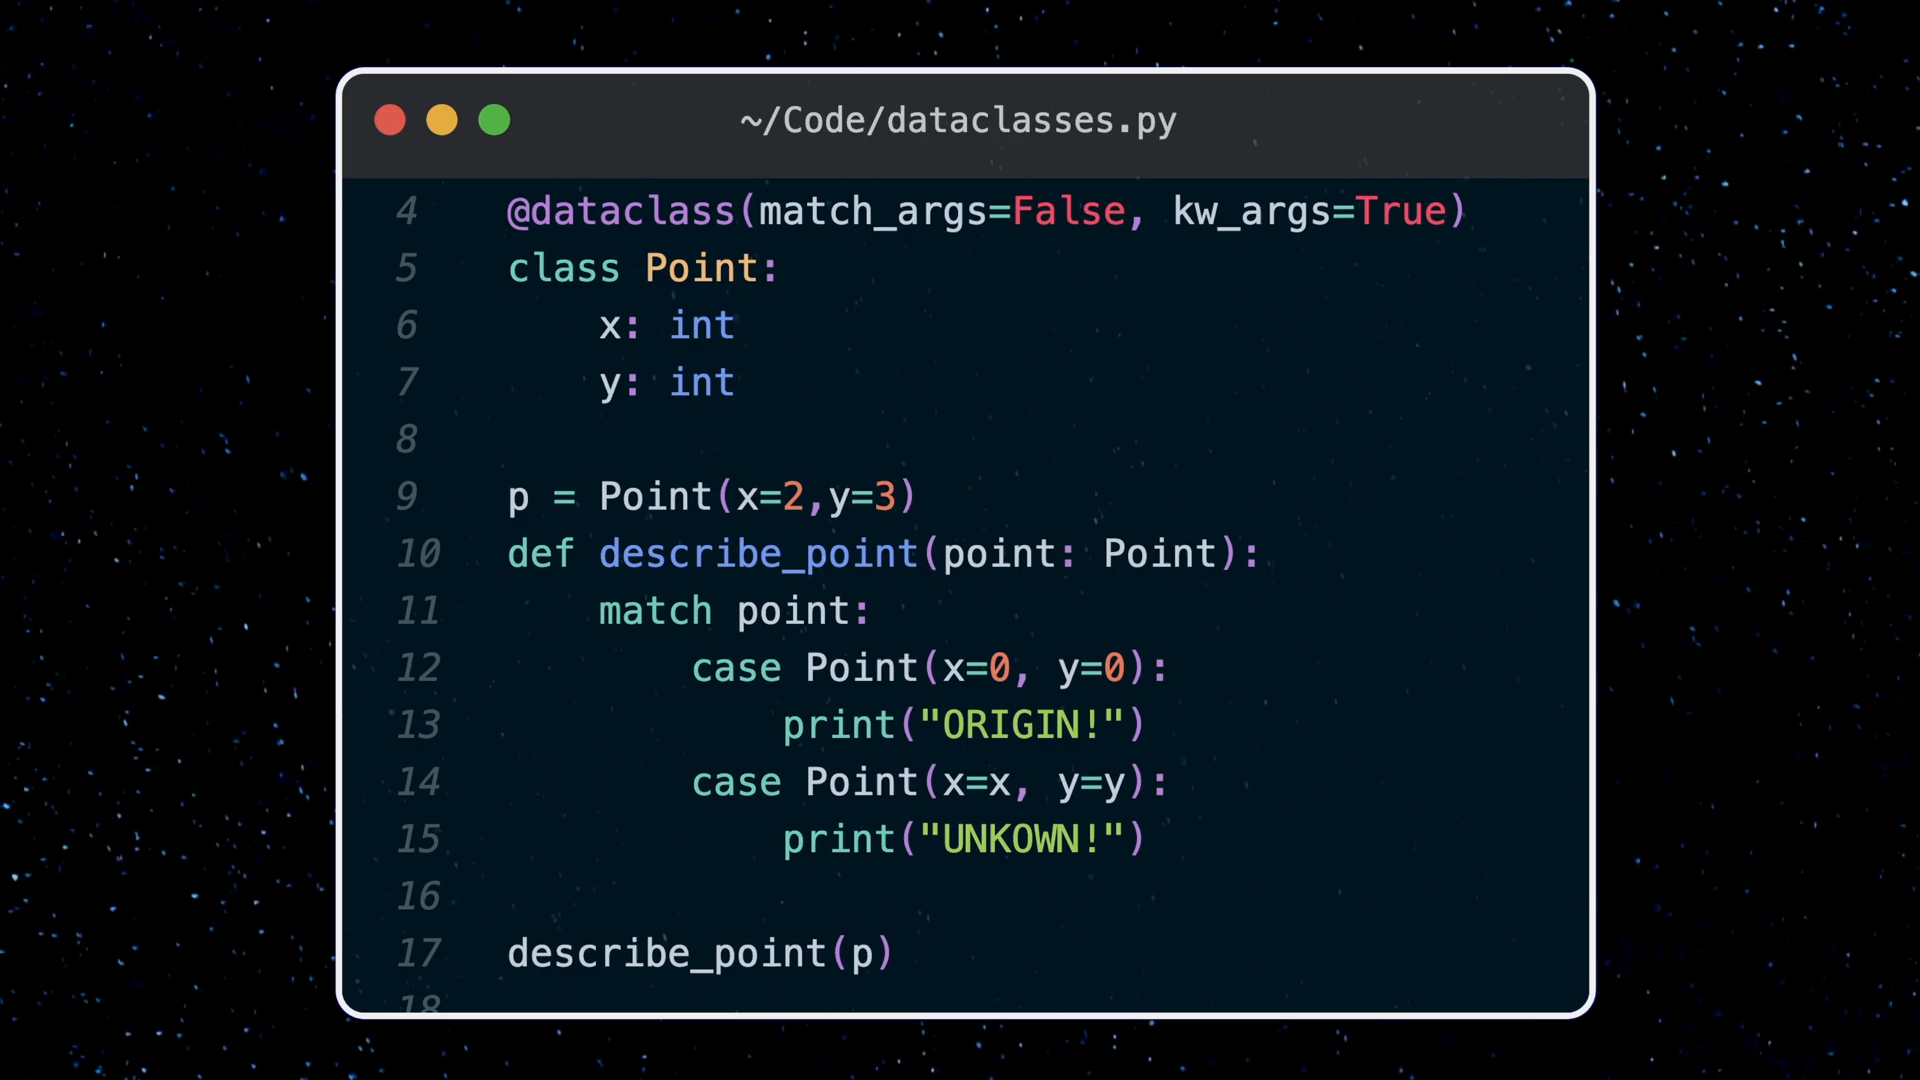 ~/Code/dataclasses.py
4 @dataclass(match_args=False, kw_args=True)
5 class Point:
6     x: int
7     y: int
8
9 p = Point(x=2,y=3)
10 def describe_point(point: Point):
11     match point:
12         case Point(x=0, y=0):
13             print("ORIGIN!")
14         case Point(x=x, y=y):
15             print("UNKOWN!")
16
17 describe_point(p)
18